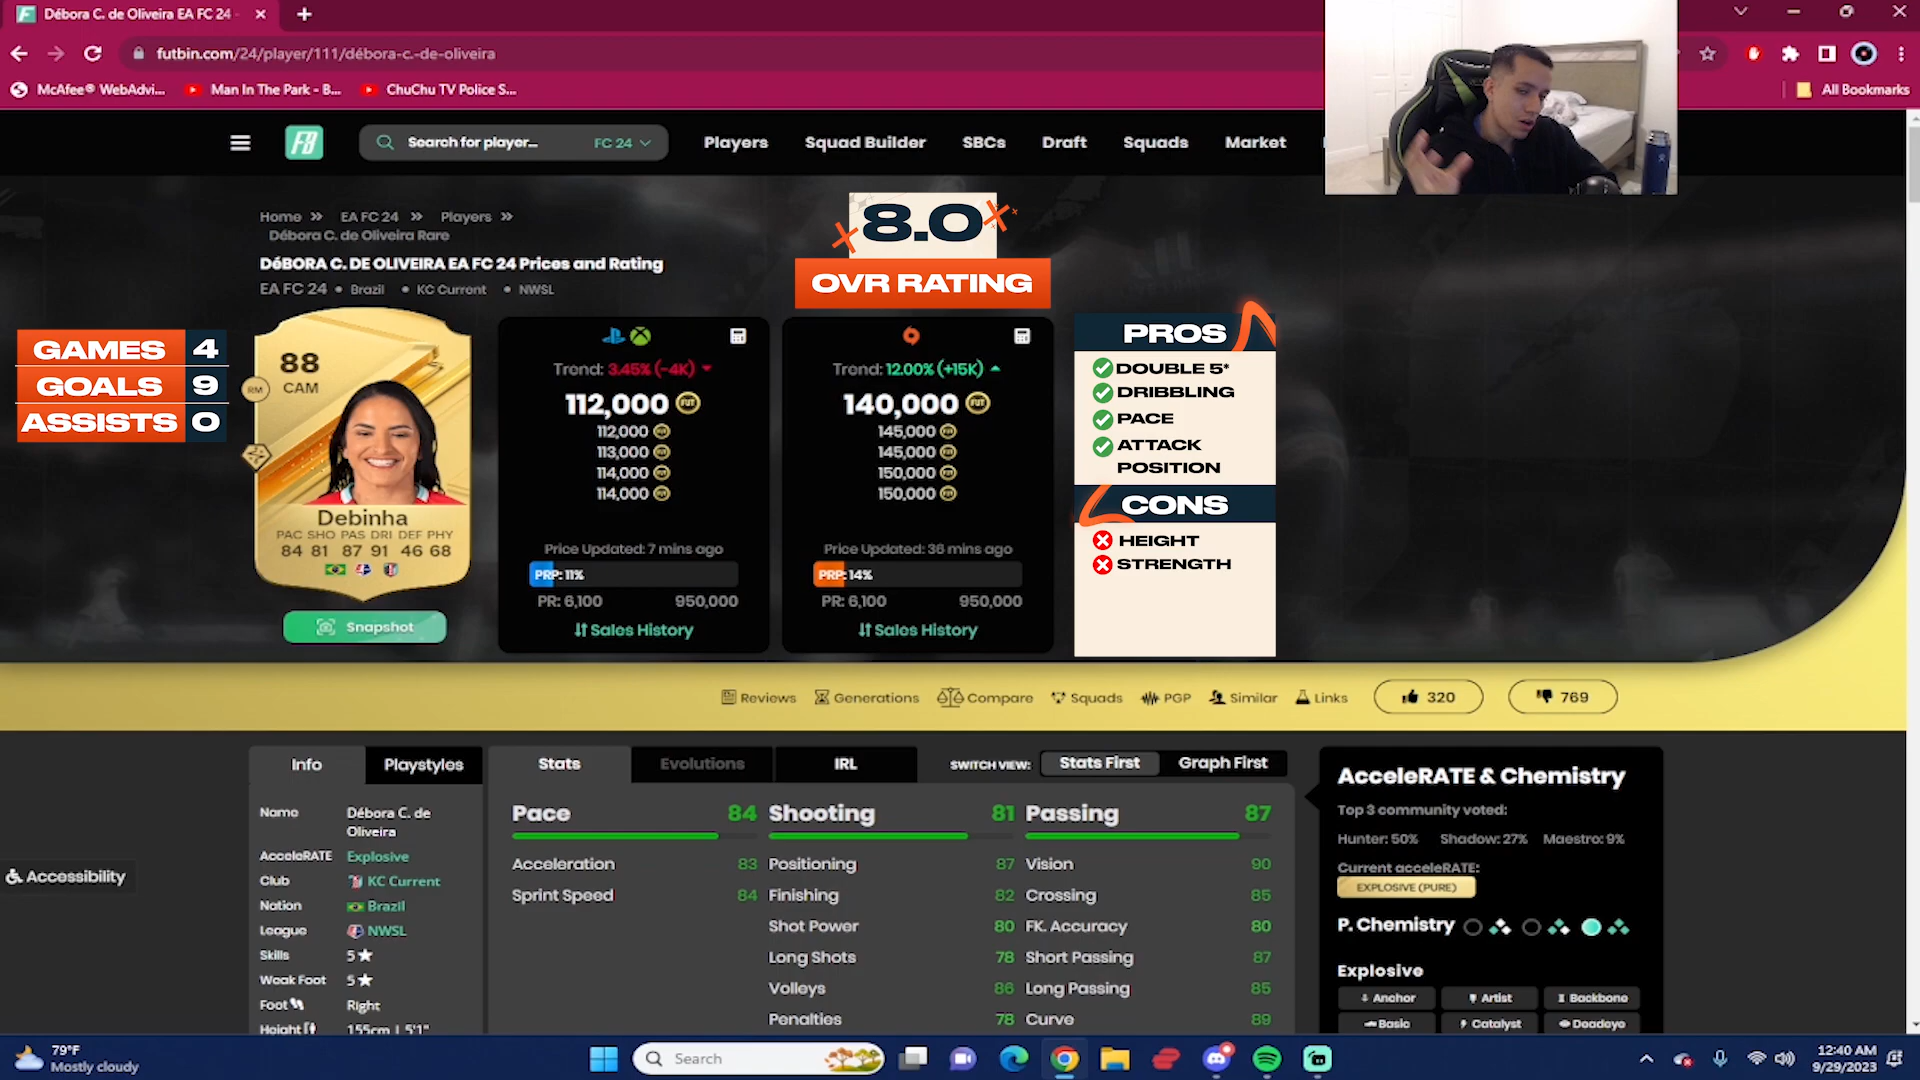 Débora C. de Oliveira EA FC 24 -
futbin.com/24/player/111/débora-c.-de-oliveira
McAfee® WebAdvi...
Man In The Park - B...
ChuChu TV Police S...
All Bookmarks
F8
Search for player...
FC 24
Players
Squad Builder
SBCs
Draft
Squads
Market
Home » EA FC 24 » Players »
Débora C. de Oliveira Rare
DéBORA C. DE OLIVEIRA EA FC 24 Prices and Rating
EA FC 24 • Brazil • KC Current • NWSL
8.0
OVR RATING
GAMES 4
GOALS 9
ASSISTS 0
88
CAM
RM
Debinha
PAC SHO PAS DRI DEF PHY
84 81 87 91 46 68
Snapshot
Trend: 3.45% (-4K)
112,000 FUT
112,000
113,000
114,000
114,000
Price Updated: 7 mins ago
PRP: 11%
PR: 6,100 950,000
Sales History
Trend: 12.00% (+15K)
140,000 FUT
145,000
145,000
150,000
150,000
Price Updated: 36 mins ago
PRP: 14%
PR: 6,100 950,000
Sales History
PROS
DOUBLE 5*
DRIBBLING
PACE
ATTACK
POSITION
CONS
HEIGHT
STRENGTH
Reviews
Generations
Compare
Squads
PGP
Similar
Links
320
769
Info
Playstyles
Name Débora C. de
Oliveira
AcceleRATE Explosive
Club KC Current
Nation Brazil
League NWSL
Skills 5★
Weak Foot 5★
Foot Right
Height 155cm | 5'1"
Stats
Evolutions
IRL
SWITCH VIEW:
Stats First
Graph First
Pace 84
Acceleration 83
Sprint Speed 84
Shooting 81
Positioning 87
Finishing 82
Shot Power 80
Long Shots 78
Volleys 86
Penalties 78
Passing 87
Vision 90
Crossing 85
FK. Accuracy 80
Short Passing 87
Long Passing 85
Curve 89
AcceleRATE & Chemistry
Top 3 community voted:
Hunter: 50% Shadow: 27% Maestro: 9%
Current acceleRATE:
EXPLOSIVE (PURE)
P. Chemistry
Explosive
Anchor
Artist
Backbone
Basic
Catalyst
Deadeye
Accessibility
79°F
Mostly cloudy
Search
12:40 AM
9/29/2023